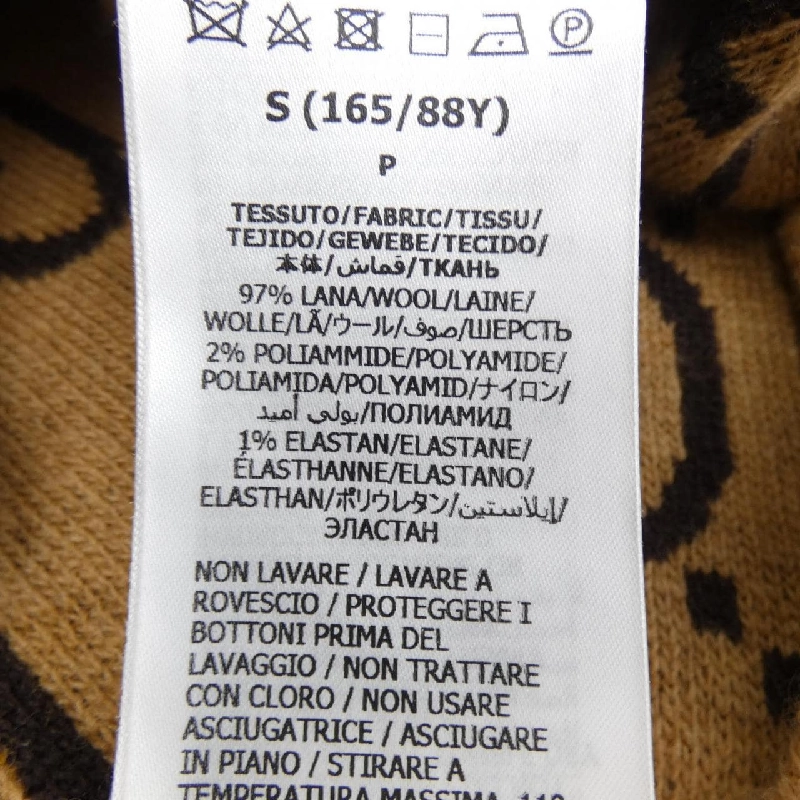 P
S (165/88Y)
P
TESSUTO/FABRIC/TISSU/
TEJIDO/GEWEBE/TECIDO/
本体/قماش/ТКАНЬ
97% LANA/WOOL/LAINE/
WOLLE/LÃ/ウール/صوف/ШЕРСТЬ
2% POLIAMMIDE/POLYAMIDE/
POLIAMIDA/POLYAMID/ナイロン/
بولي أميد/ПОЛИАМИД
1% ELASTAN/ELASTANE/
ÉLASTHANNE/ELASTANO/
ELASTHAN/ポリウレタン/إيلاستين/
ЭЛАСТАН
NON LAVARE / LAVARE A
ROVESCIO / PROTEGGERE I
BOTTONI PRIMA DEL
LAVAGGIO / NON TRATTARE
CON CLORO / NON USARE
ASCIUGATRICE / ASCIUGARE
IN PIANO / STIRARE A
TEMPERATURA MASSIMA 110